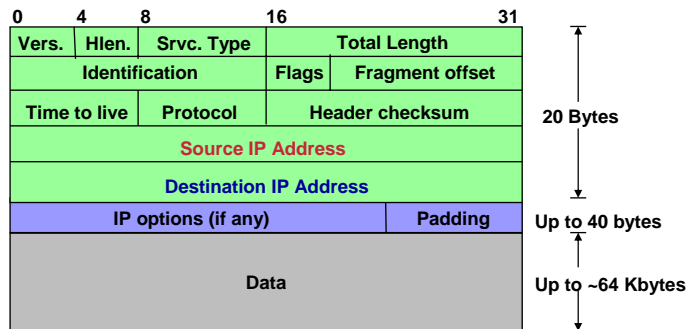 0 4 8 16 31
Vers. Hlen. Srvc. Type Total Length
Identification Flags Fragment offset
Time to live Protocol Header checksum
20 Bytes
Source IP Address
Destination IP Address
IP options (if any) Padding Up to 40 bytes
Data Up to ~64 Kbytes